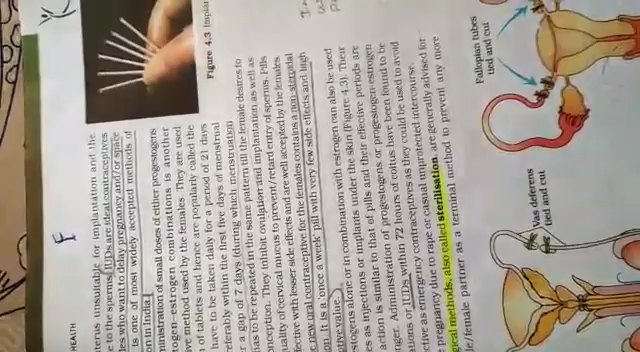 HEALTH
uterus unsuitable for implantation and the
to the sperms. IUDs are ideal contraceptives
les who want to delay pregnancy and/or space
is one of most widely accepted methods of
on in India.
ministration of small doses of either progestogens
togen–estrogen combinations is another
ive method used by the females. They are used
of tablets and hence are popularly called the
have to be taken daily for a period of 21 days
referably within the first five days of menstrual
r a gap of 7 days (during which menstruation
has to be repeated in the same pattern till the female desires to
onception. They inhibit ovulation and implantation as well as
uality of cervical mucus to prevent/retard entry of sperms. Pills
ffective with lesser side effects and are well accepted by the females
new oral contraceptive for the females contains a non-steroidal
on. It is a 'once a week' pill with very few side effects and high
ptive value.
stogens alone or in combination with estrogen can also be used
es as injections or implants under the skin (Figure 4.3). Their
action is similar to that of pills and their effective periods are
nger. Administration of progestogens or progestogen-estrogen
ations or IUDs within 72 hours of coitus have been found to be
ctive as emergency contraceptives as they could be used to avoid
pregnancy due to rape or casual unprotected intercourse.
ical methods, also called sterilisation, are generally advised for
le/female partner as a terminal method to prevent any more
Figure 4.3 Implan
Vas deferens
tied and cut
Fallopian tubes
tied and cut